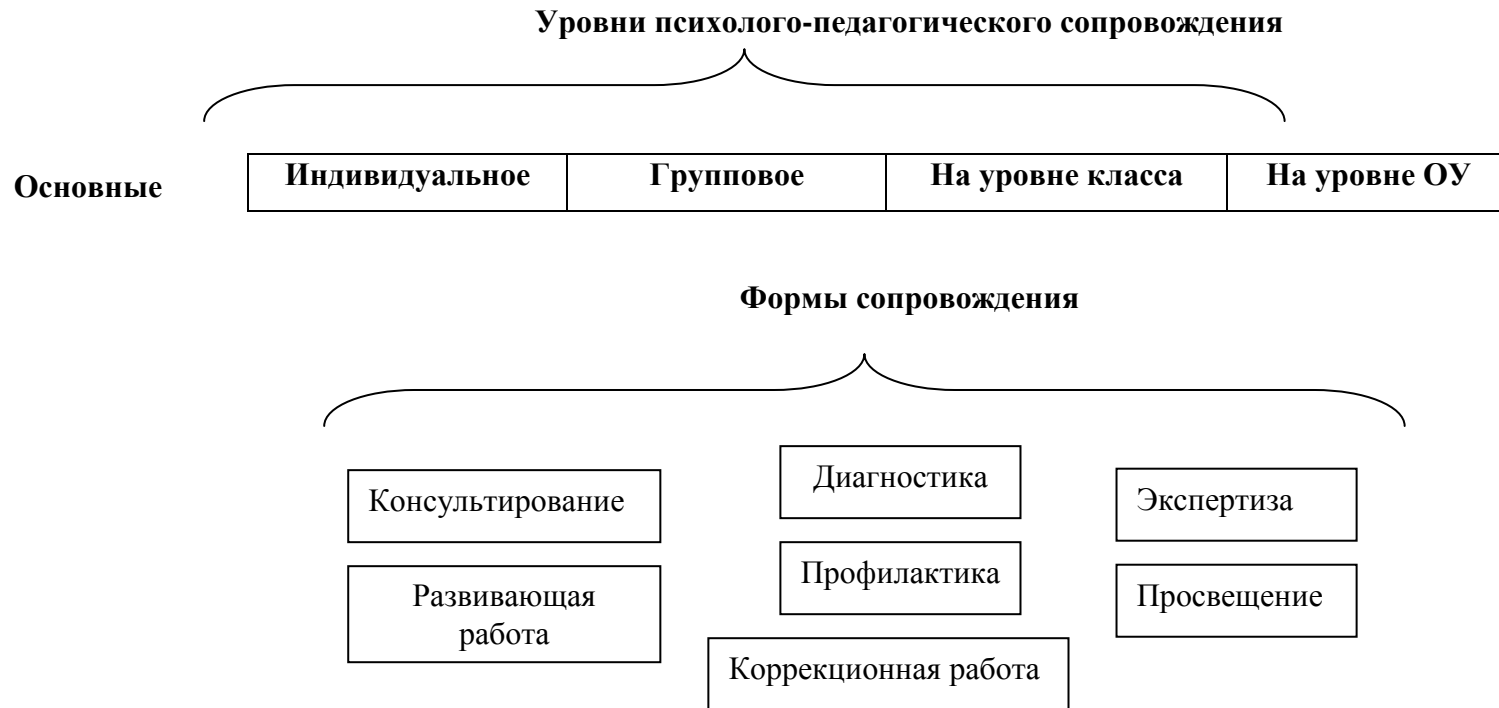 Уровни психолого-педагогического сопровождения
Основные
Индивидуальное
Групповое
На уровне класса
На уровне ОУ
Формы сопровождения
Консультирование
Диагностика
Экспертиза
Развивающая
работа
Профилактика
Просвещение
Коррекционная работа